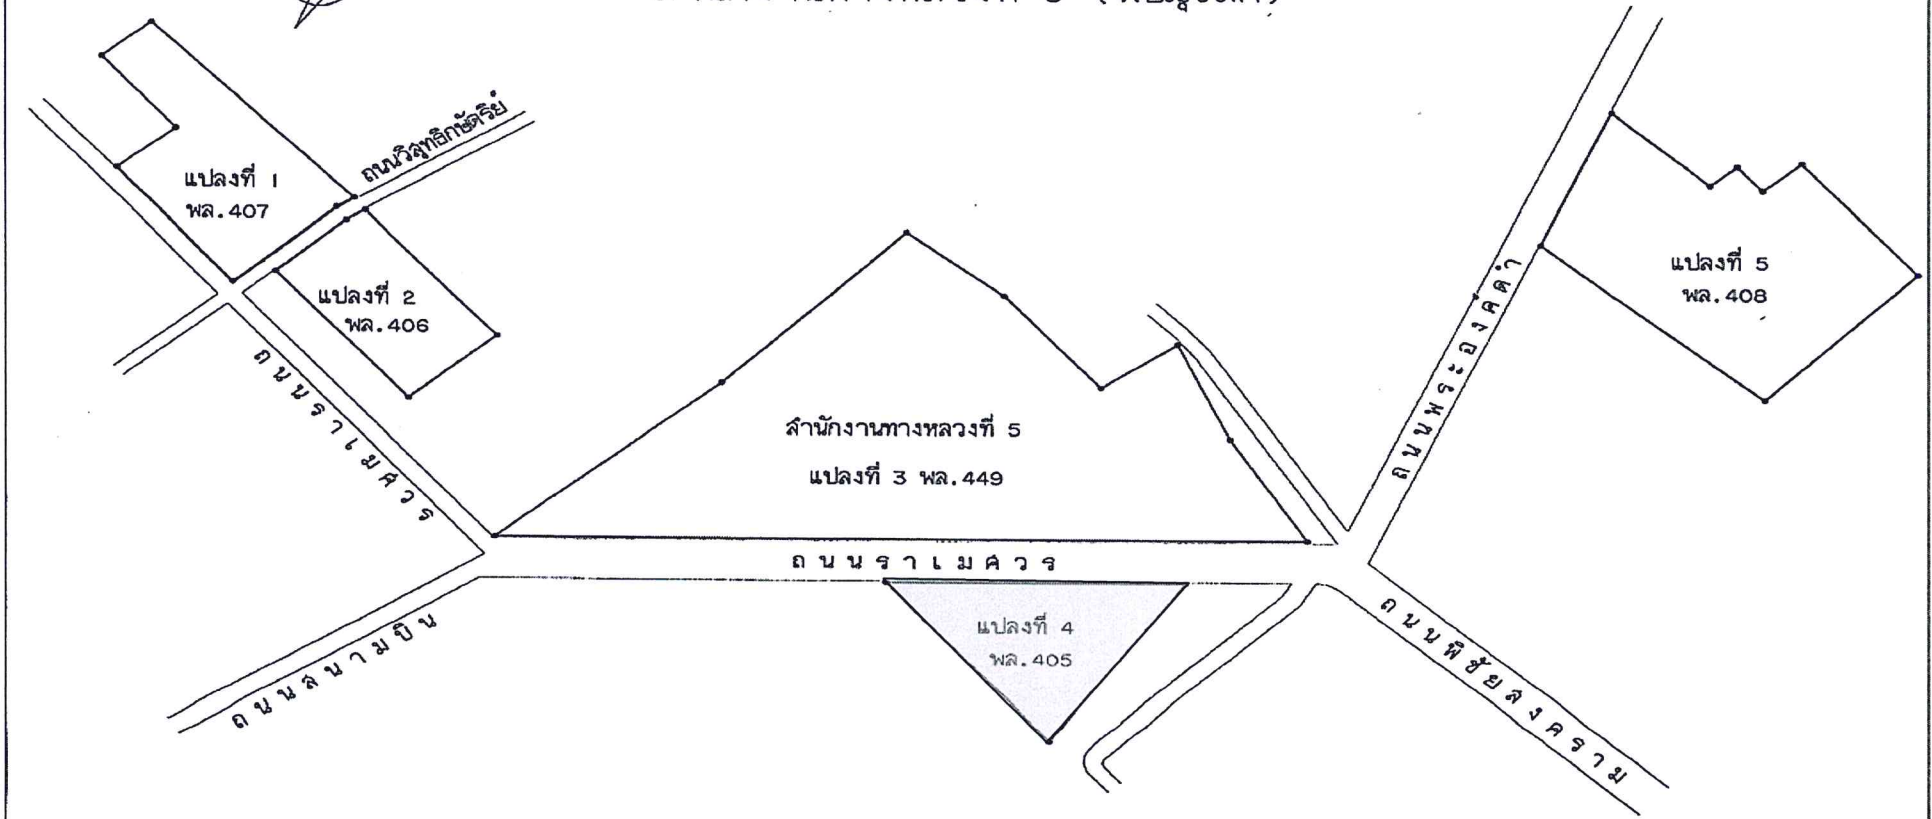 แปลงที่ 1
พล.407
ถนนวิสุทธิกษัตริย์
แปลงที่ 2
พล.406
ถนนราเมศวร
สำนักงานทางหลวงที่ 5
แปลงที่ 3 พล.449
ถนนพระองค์ดำ
แปลงที่ 5
พล.408
ถนนราเมศวร
แปลงที่ 4
พล.405
ถนนสนามบิน
ถนนพิชัยสงคราม